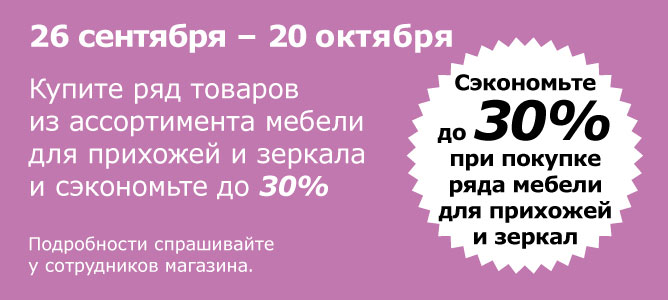 26 сентября – 20 октября
Купите ряд товаров
из ассортимента мебели
для прихожей и зеркала
и сэкономьте до 30%
Подробности спрашивайте
у сотрудников магазина.
Сэкономьте
до 30%
при покупке
ряда мебели
для прихожей
и зеркал